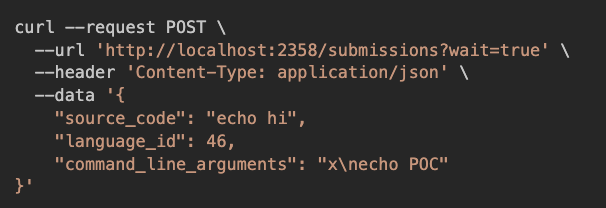 curl --request POST \
  --url 'http://localhost:2358/submissions?wait=true' \
  --header 'Content-Type: application/json' \
  --data '{
    "source_code": "echo hi",
    "language_id": 46,
    "command_line_arguments": "x\necho POC"
}'